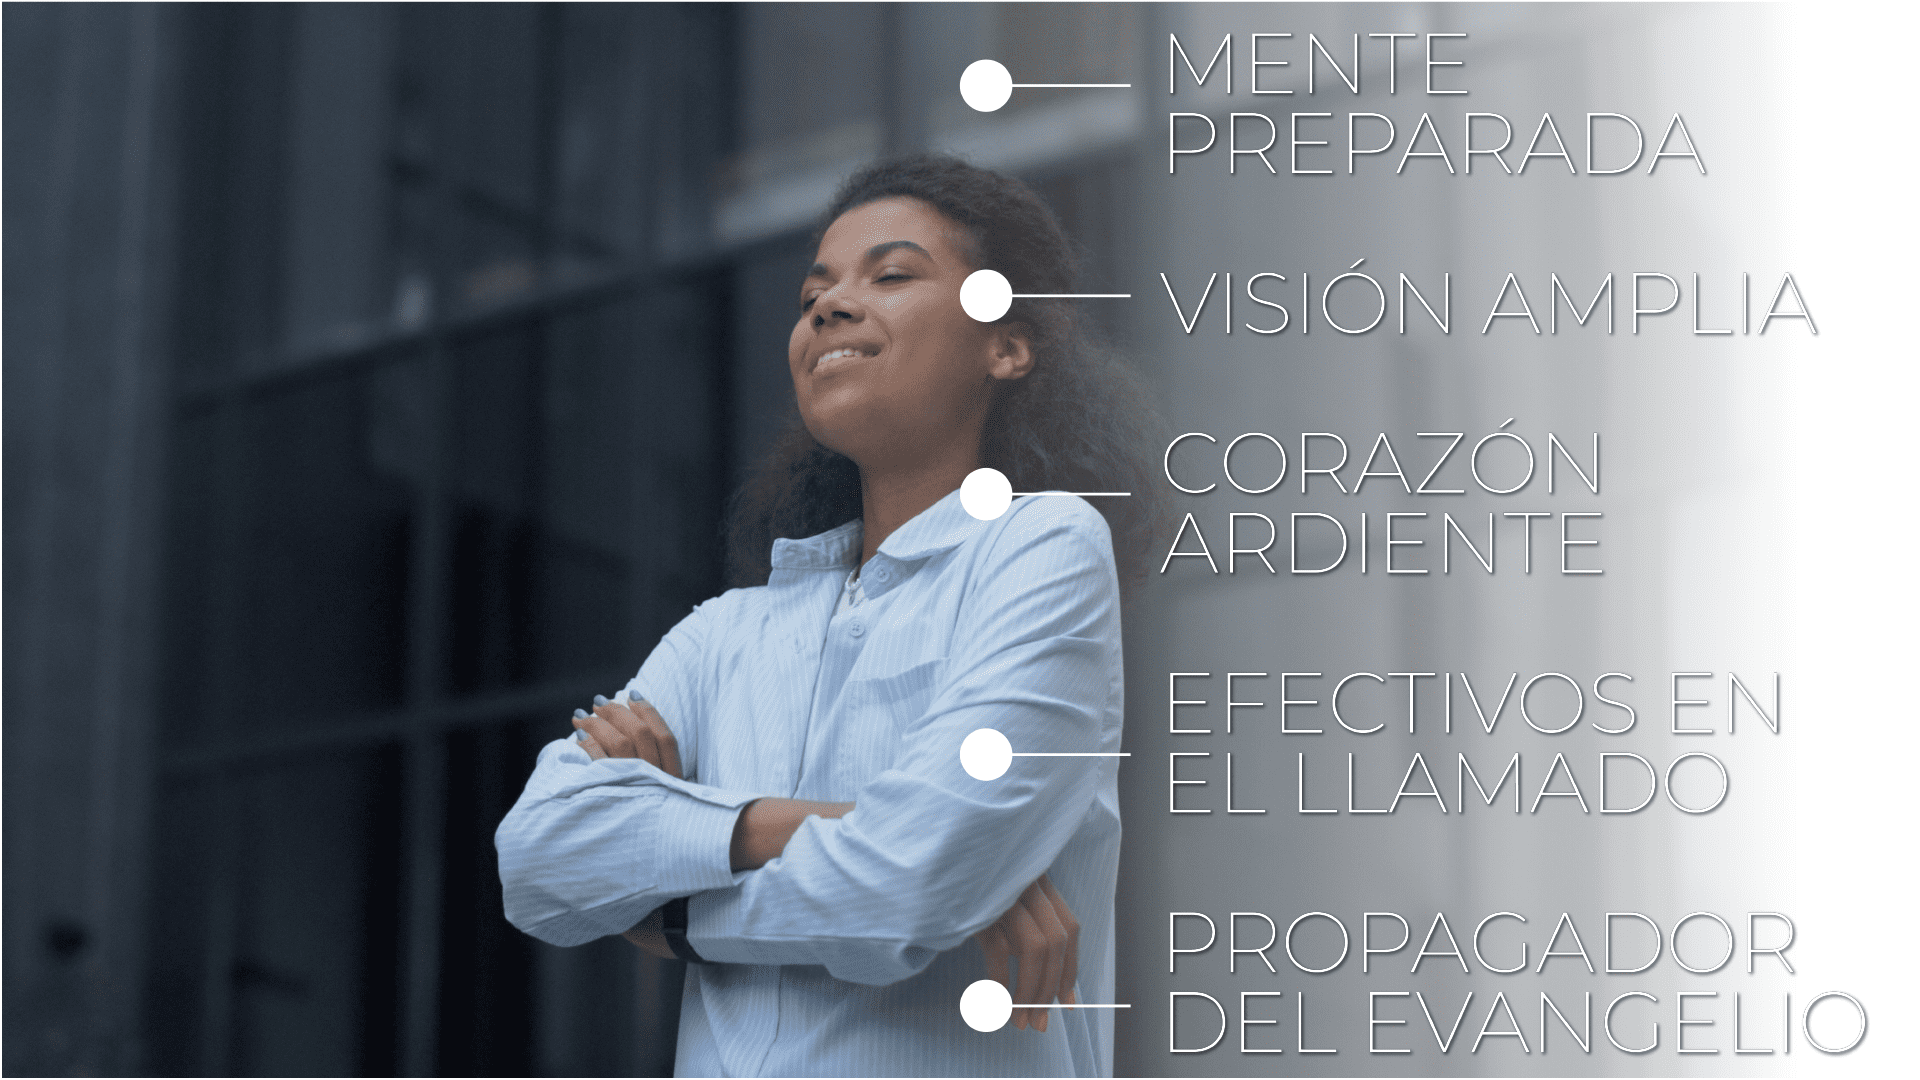 MENTE
PREPARADA
VISIÓN AMPLIA
CORAZÓN
ARDIENTE
EFECTIVOS EN
EL LLAMADO
PROPAGADOR
DEL EVANGELIO